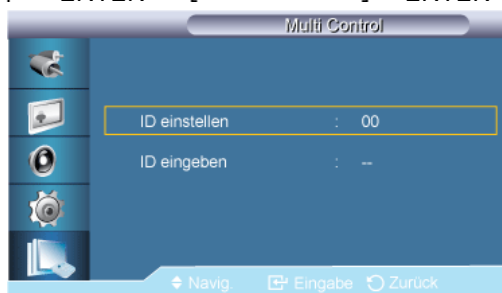 Multi Control
ID einstellen : 00
ID eingeben : --
Navig. Eingabe Zurück